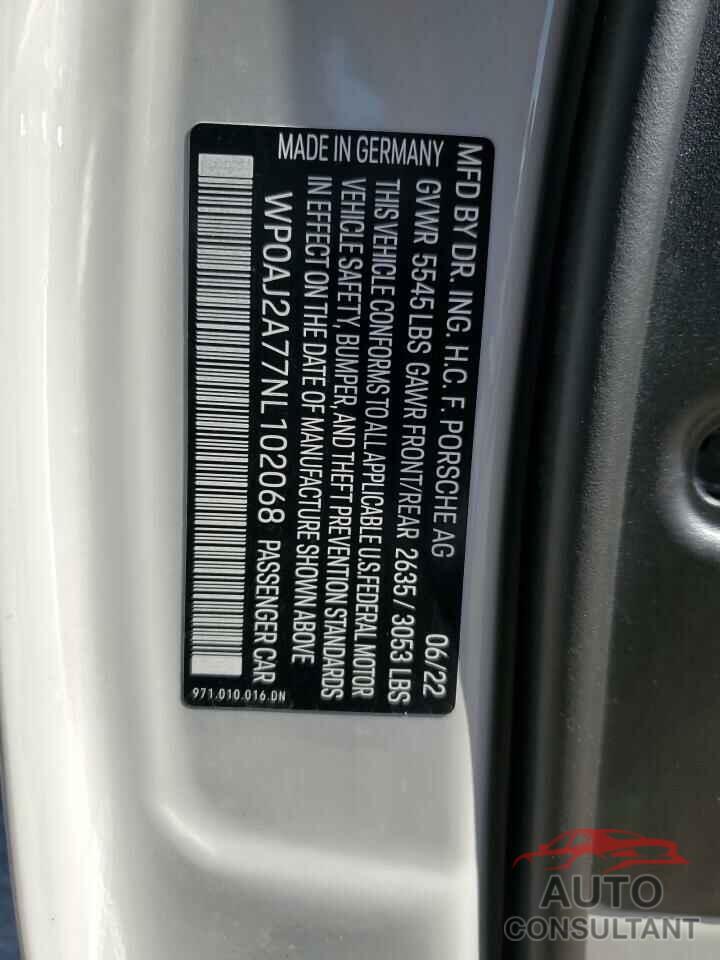 MFD BY DR. ING. H.C. F. PORSCHE AG
MADE IN GERMANY 06/22
GVWR 5545 LBS GAWR FRONT/REAR 2635 / 3053 LBS
THIS VEHICLE CONFORMS TO ALL APPLICABLE U.S.FEDERAL MOTOR
VEHICLE SAFETY, BUMPER, AND THEFT PREVENTION STANDARDS
IN EFFECT ON THE DATE OF MANUFACTURE SHOWN ABOVE
WP0AJ2A77NL102068 PASSENGER CAR
971.010.016.DN
AUTO
CONSULTANT